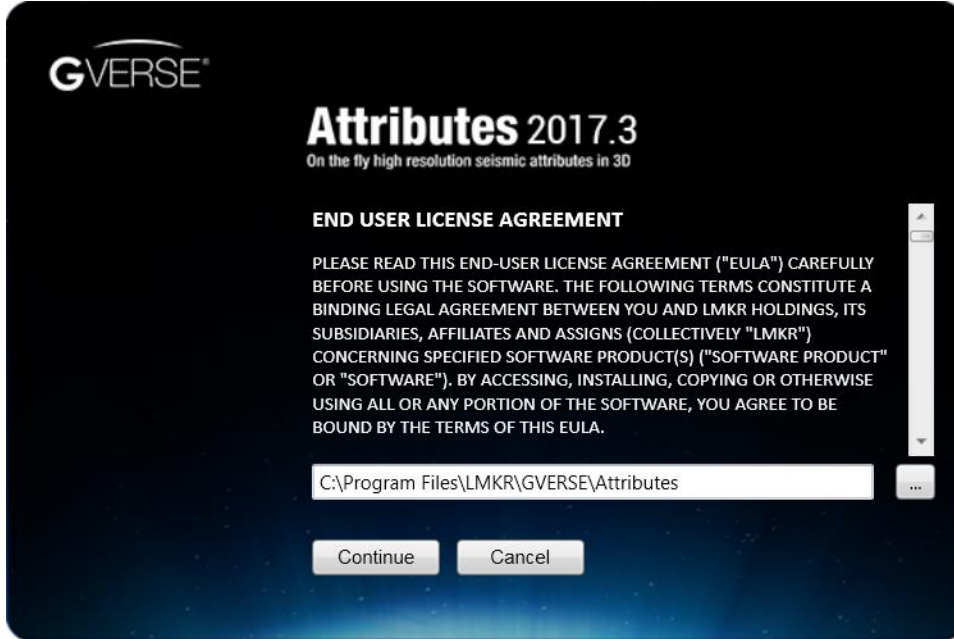 GVERSE®
Attributes 2017.3
On the fly high resolution seismic attributes in 3D
END USER LICENSE AGREEMENT
PLEASE READ THIS END-USER LICENSE AGREEMENT ("EULA") CAREFULLY
BEFORE USING THE SOFTWARE. THE FOLLOWING TERMS CONSTITUTE A
BINDING LEGAL AGREEMENT BETWEEN YOU AND LMKR HOLDINGS, ITS
SUBSIDIARIES, AFFILIATES AND ASSIGNS (COLLECTIVELY "LMKR")
CONCERNING SPECIFIED SOFTWARE PRODUCT(S) ("SOFTWARE PRODUCT"
OR "SOFTWARE"). BY ACCESSING, INSTALLING, COPYING OR OTHERWISE
USING ALL OR ANY PORTION OF THE SOFTWARE, YOU AGREE TO BE
BOUND BY THE TERMS OF THIS EULA.
C:\Program Files\LMKR\GVERSE\Attributes
...
Continue
Cancel